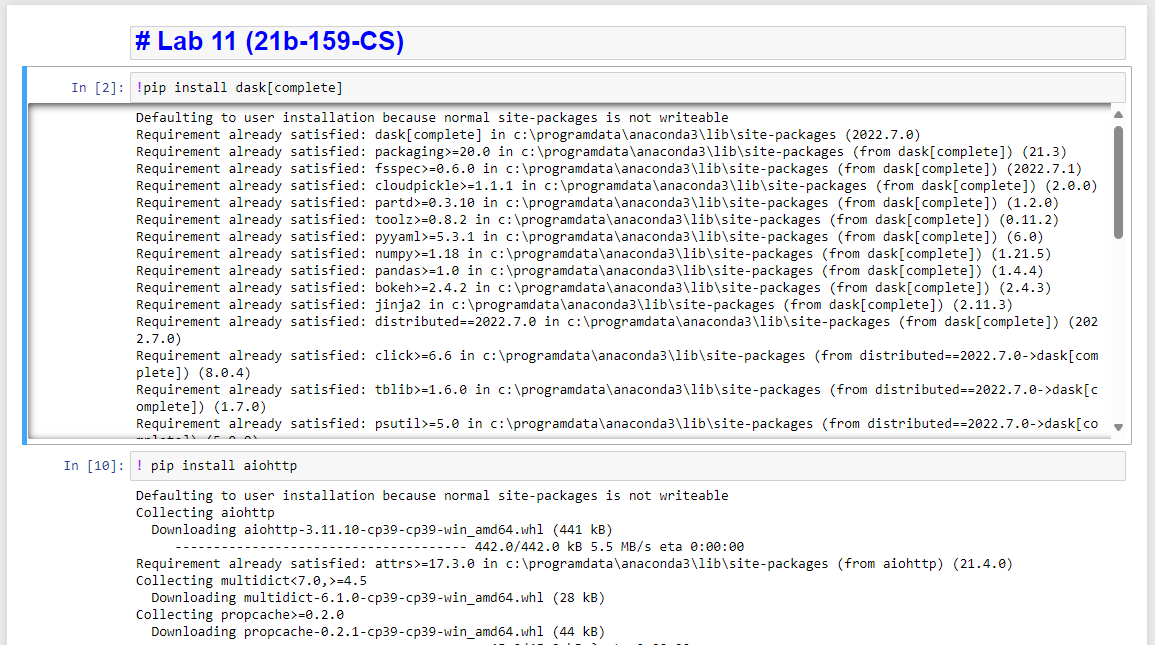 # Lab 11 (21b-159-CS)
In [2]: !pip install dask[complete]
Defaulting to user installation because normal site-packages is not writeable
Requirement already satisfied: dask[complete] in c:\programdata\anaconda3\lib\site-packages (2022.7.0)
Requirement already satisfied: packaging>=20.0 in c:\programdata\anaconda3\lib\site-packages (from dask[complete]) (21.3)
Requirement already satisfied: fsspec>=0.6.0 in c:\programdata\anaconda3\lib\site-packages (from dask[complete]) (2022.7.1)
Requirement already satisfied: cloudpickle>=1.1.1 in c:\programdata\anaconda3\lib\site-packages (from dask[complete]) (2.0.0)
Requirement already satisfied: partd>=0.3.10 in c:\programdata\anaconda3\lib\site-packages (from dask[complete]) (1.2.0)
Requirement already satisfied: toolz>=0.8.2 in c:\programdata\anaconda3\lib\site-packages (from dask[complete]) (0.11.2)
Requirement already satisfied: pyyaml>=5.3.1 in c:\programdata\anaconda3\lib\site-packages (from dask[complete]) (6.0)
Requirement already satisfied: numpy>=1.18 in c:\programdata\anaconda3\lib\site-packages (from dask[complete]) (1.21.5)
Requirement already satisfied: pandas>=1.0 in c:\programdata\anaconda3\lib\site-packages (from dask[complete]) (1.4.4)
Requirement already satisfied: bokeh>=2.4.2 in c:\programdata\anaconda3\lib\site-packages (from dask[complete]) (2.4.3)
Requirement already satisfied: jinja2 in c:\programdata\anaconda3\lib\site-packages (from dask[complete]) (2.11.3)
Requirement already satisfied: distributed==2022.7.0 in c:\programdata\anaconda3\lib\site-packages (from dask[complete]) (202
2.7.0)
Requirement already satisfied: click>=6.6 in c:\programdata\anaconda3\lib\site-packages (from distributed==2022.7.0->dask[com
plete]) (8.0.4)
Requirement already satisfied: tblib>=1.6.0 in c:\programdata\anaconda3\lib\site-packages (from distributed==2022.7.0->dask[c
omplete]) (1.7.0)
Requirement already satisfied: psutil>=5.0 in c:\programdata\anaconda3\lib\site-packages (from distributed==2022.7.0->dask[co
In [10]: ! pip install aiohttp
Defaulting to user installation because normal site-packages is not writeable
Collecting aiohttp
Downloading aiohttp-3.11.10-cp39-cp39-win_amd64.whl (441 kB)
-------------------------------------- 442.0/442.0 kB 5.5 MB/s eta 0:00:00
Requirement already satisfied: attrs>=17.3.0 in c:\programdata\anaconda3\lib\site-packages (from aiohttp) (21.4.0)
Collecting multidict<7.0,>=4.5
Downloading multidict-6.1.0-cp39-cp39-win_amd64.whl (28 kB)
Collecting propcache>=0.2.0
Downloading propcache-0.2.1-cp39-cp39-win_amd64.whl (44 kB)